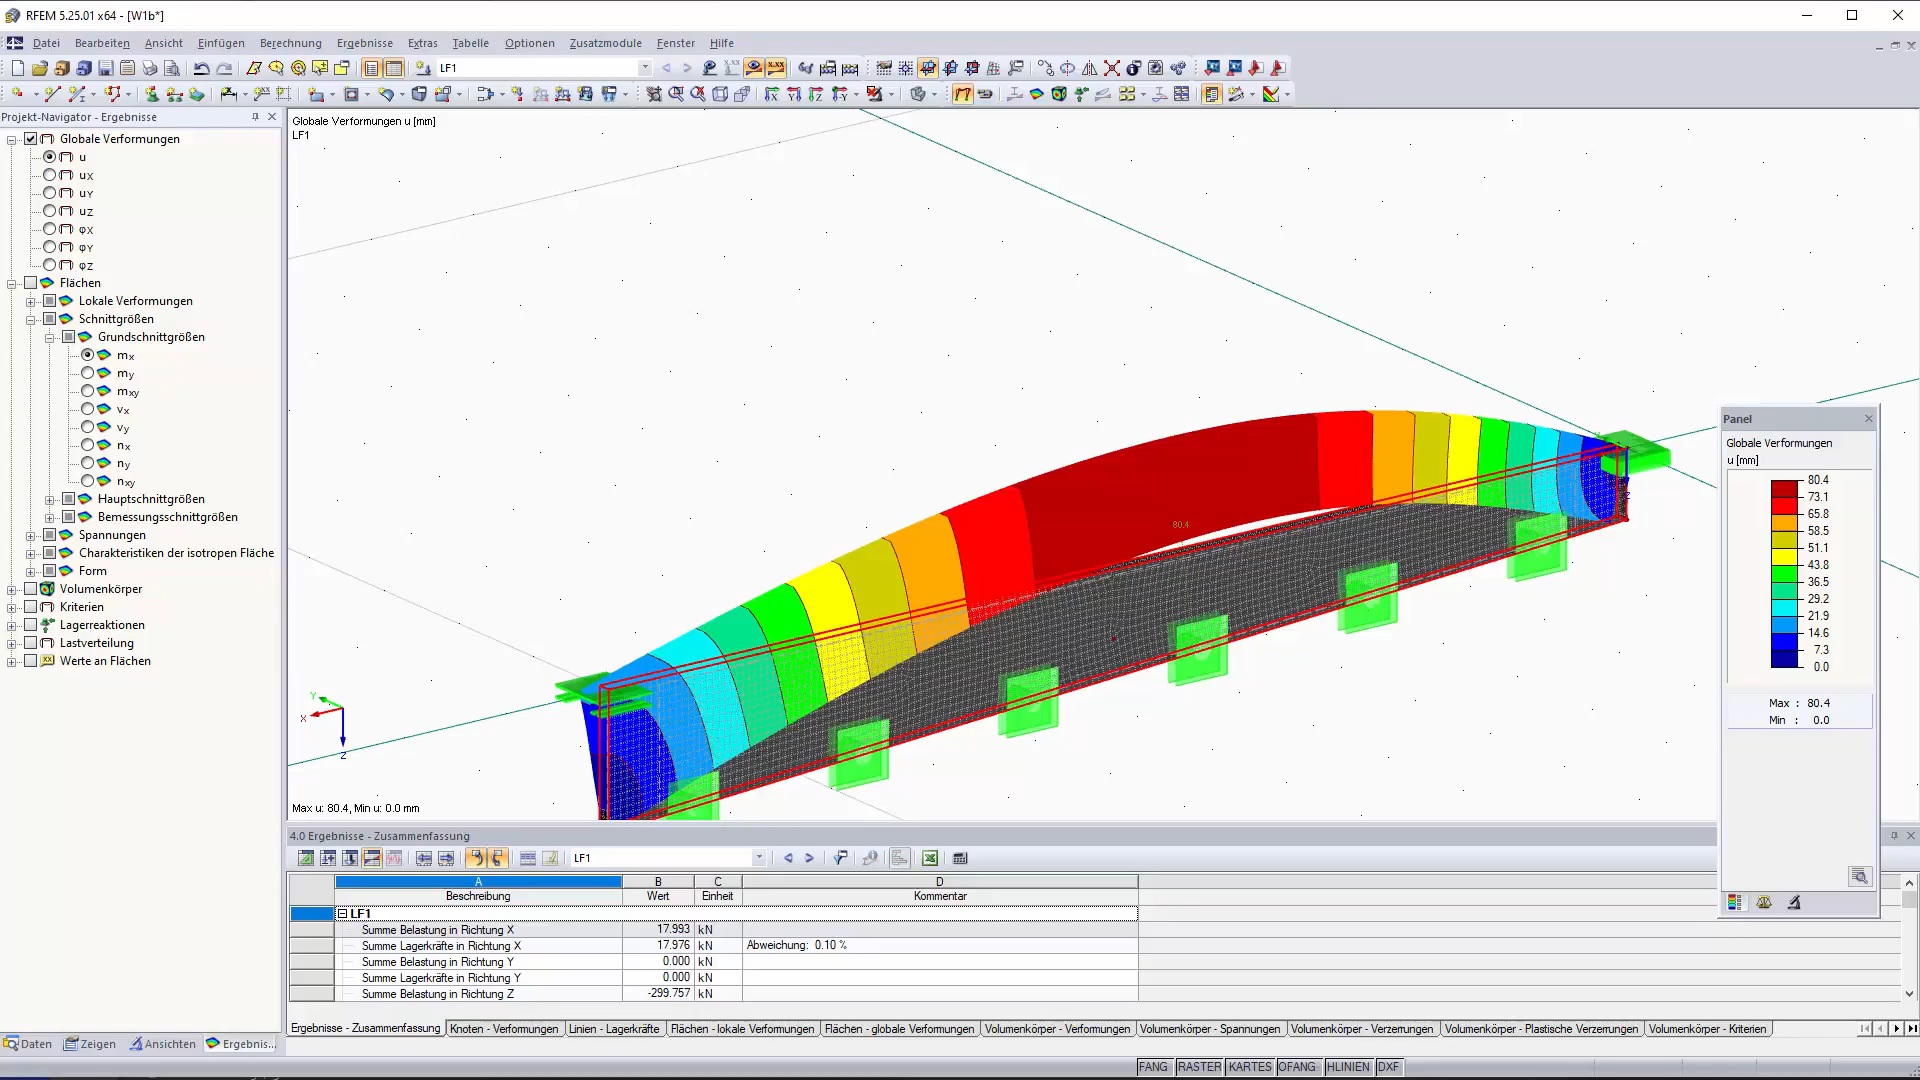 RFEM 5.25.01 x64 - [W1b*]
Datei Bearbeiten Ansicht Einfügen Berechnung Ergebnisse Extras Tabelle Optionen Zusatzmodule Fenster Hilfe
LF1
Projekt-Navigator - Ergebnisse
Globale Verformungen
u
uX
uY
uZ
φX
φY
φZ
Flächen
Lokale Verformungen
Schnittgrößen
Grundschnittgrößen
mx
my
mxy
vx
vy
nx
ny
nxy
Hauptschnittgrößen
Bemessungsschnittgrößen
Spannungen
Charakteristiken der isotropen Fläche
Form
Volumenkörper
Kriterien
Lagerreaktionen
Lastverteilung
Werte an Flächen
Daten Zeigen Ansichten Ergebnis...
Globale Verformungen u [mm]
LF1
80.4
X
Y
Z
Z
Max u: 80.4, Min u: 0.0 mm
Panel
Globale Verformungen
u [mm]
80.4
73.1
65.8
58.5
51.1
43.8
36.5
29.2
21.9
14.6
7.3
0.0
Max : 80.4
Min : 0.0
4.0 Ergebnisse - Zusammenfassung
LF1
A B C D
Beschreibung Wert Einheit Kommentar
LF1
Summe Belastung in Richtung X 17.993 kN
Summe Lagerkräfte in Richtung X 17.976 kN Abweichung: 0.10 %
Summe Belastung in Richtung Y 0.000 kN
Summe Lagerkräfte in Richtung Y 0.000 kN
Summe Belastung in Richtung Z -299.757 kN
Ergebnisse - Zusammenfassung Knoten - Verformungen Linien - Lagerkräfte Flächen - lokale Verformungen Flächen - globale Verformungen Volumenkörper - Verformungen Volumenkörper - Spannungen Volumenkörper - Verzerrungen Volumenkörper - Plastische Verzerrungen Volumenkörper - Kriterien
FANG RASTER KARTES OFANG HLINIEN DXF